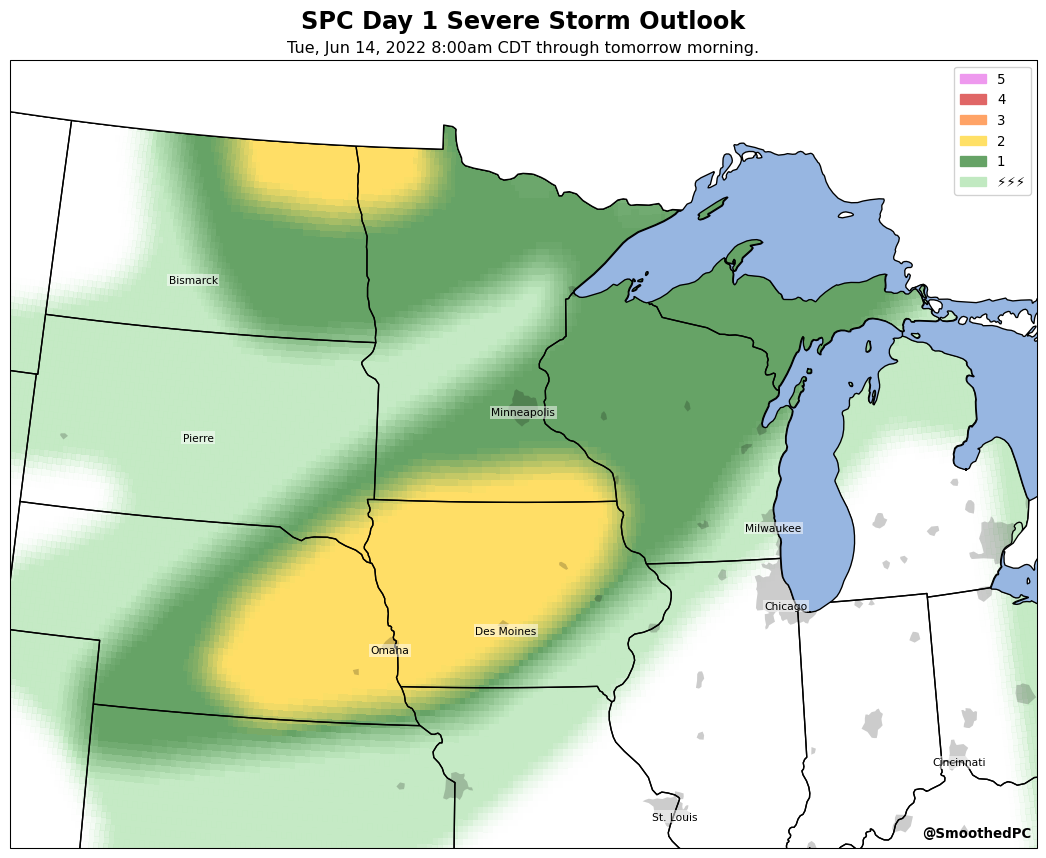 SPC Day 1 Severe Storm Outlook
Tue, Jun 14, 2022 8:00am CDT through tomorrow morning.
5
4
3
2
1
⚡⚡⚡
Bismarck
Minneapolis
Pierre
Milwaukee
Chicago
Des Moines
Omaha
Cincinnati
St. Louis
@SmoothedPC